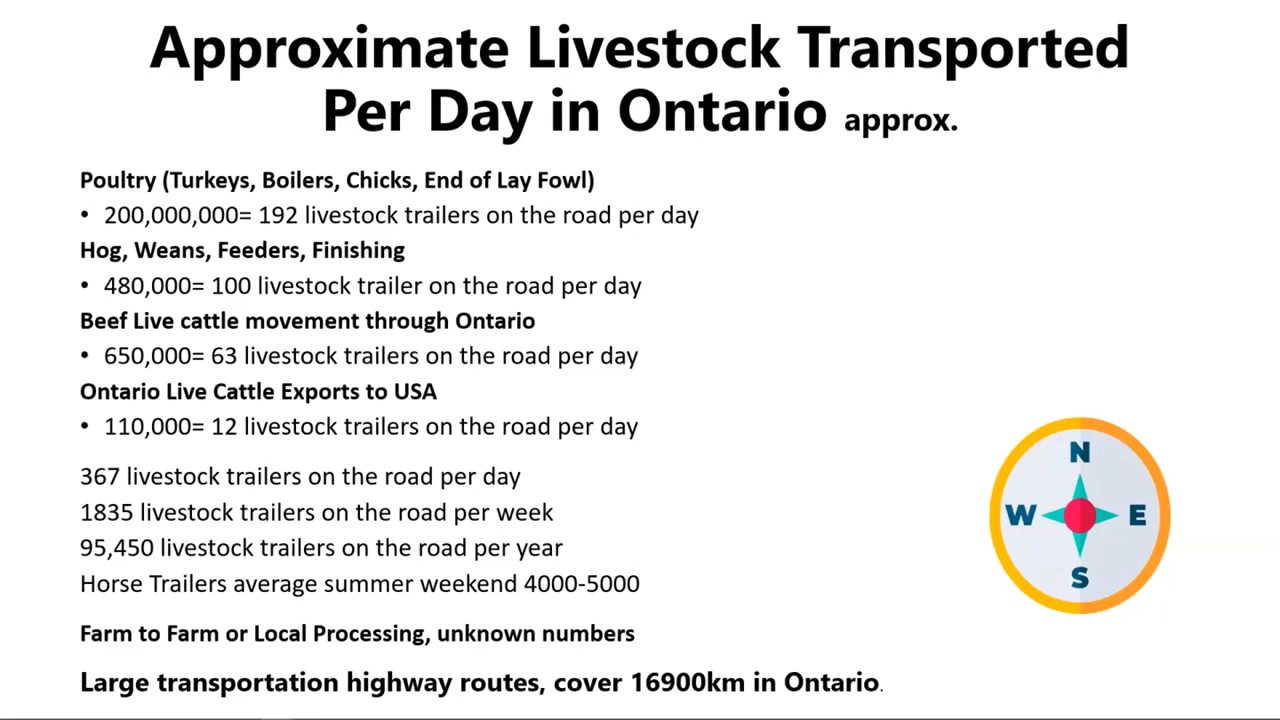 Approximate Livestock Transported
Per Day in Ontario approx.
Poultry (Turkeys, Boilers, Chicks, End of Lay Fowl)
• 200,000,000= 192 livestock trailers on the road per day
Hog, Weans, Feeders, Finishing
• 480,000= 100 livestock trailer on the road per day
Beef Live cattle movement through Ontario
• 650,000= 63 livestock trailers on the road per day
Ontario Live Cattle Exports to USA
• 110,000= 12 livestock trailers on the road per day
367 livestock trailers on the road per day
1835 livestock trailers on the road per week
95,450 livestock trailers on the road per year
Horse Trailers average summer weekend 4000-5000
Farm to Farm or Local Processing, unknown numbers
Large transportation highway routes, cover 16900km in Ontario.
N
W E
S